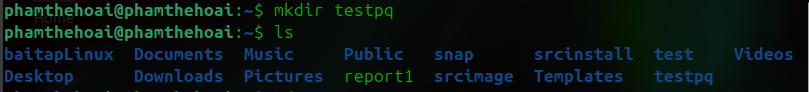 phamthehoai@phamthehoai:~$ mkdir testpq
phamthehoai@phamthehoai:~$ ls
baitapLinux  Documents  Music     Public   snap      srcinstall  test    Videos
Desktop      Downloads  Pictures  report1  srcimage  Templates   testpq